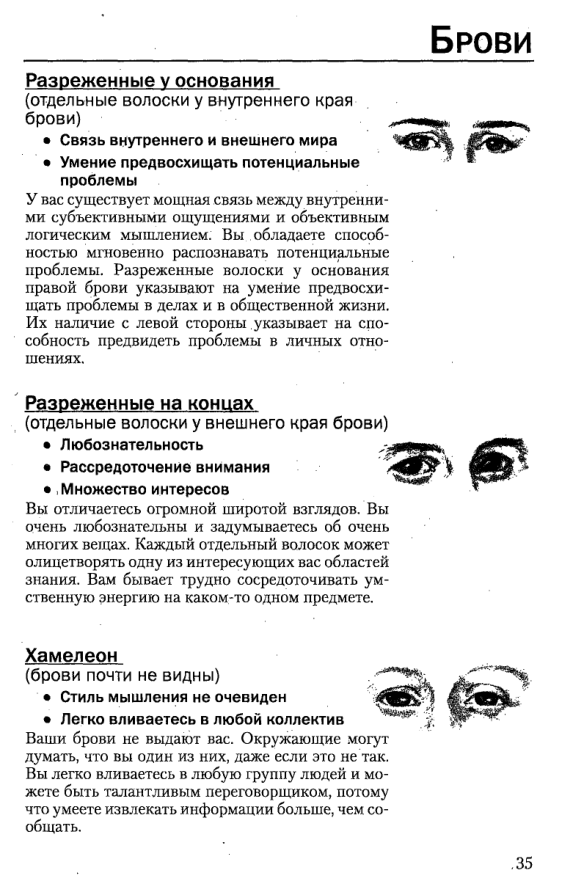 Брови
Разреженные у основания
(отдельные волоски у внутреннего края
брови)
• Связь внутреннего и внешнего мира
• Умение предвосхищать потенциальные
проблемы
У вас существует мощная связь между внутренни-
ми субъективными ощущениями и объективным
логическим мышлением. Вы обладаете способ-
ностью мгновенно распознавать потенциальные
проблемы. Разреженные волоски у основания
правой брови указывают на умение предвосхи-
щать проблемы в делах и в общественной жизни.
Их наличие с левой стороны указывает на спо-
собность предвидеть проблемы в личных отно-
шениях.
Разреженные на концах
(отдельные волоски у внешнего края брови)
• Любознательность
• Рассредоточение внимания
• Множество интересов
Вы отличаетесь огромной широтой взглядов. Вы
очень любознательны и задумываетесь об очень
многих вещах. Каждый отдельный волосок может
олицетворять одну из интересующих вас областей
знания. Вам бывает трудно сосредоточивать ум-
ственную энергию на каком-то одном предмете.
Хамелеон
(брови почти не видны)
• Стиль мышления не очевиден
• Легко вливаетесь в любой коллектив
Ваши брови не выдают вас. Окружающие могут
думать, что вы один из них, даже если это не так.
Вы легко вливаетесь в любую группу людей и мо-
жете быть талантливым переговорщиком, потому
что умеете извлекать информации больше, чем со-
общать.
35